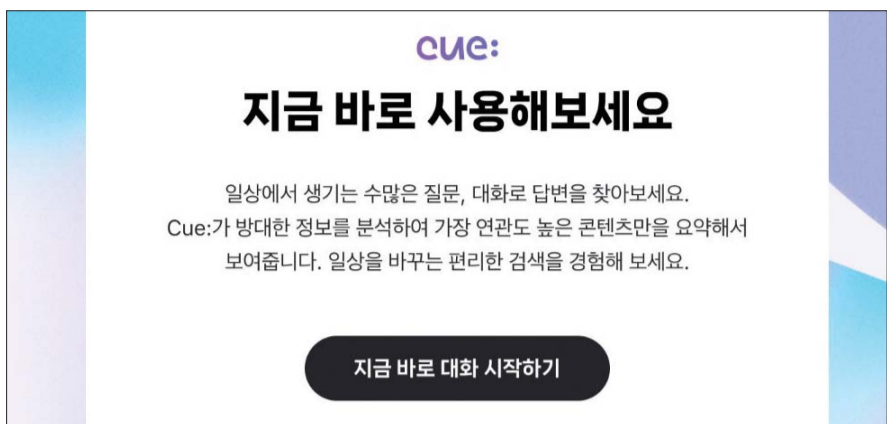 cue:
지금 바로 사용해보세요
일상에서 생기는 수많은 질문, 대화로 답변을 찾아보세요.
Cue:가 방대한 정보를 분석하여 가장 연관도 높은 콘텐츠만을 요약해서
보여줍니다. 일상을 바꾸는 편리한 검색을 경험해 보세요.
지금 바로 대화 시작하기